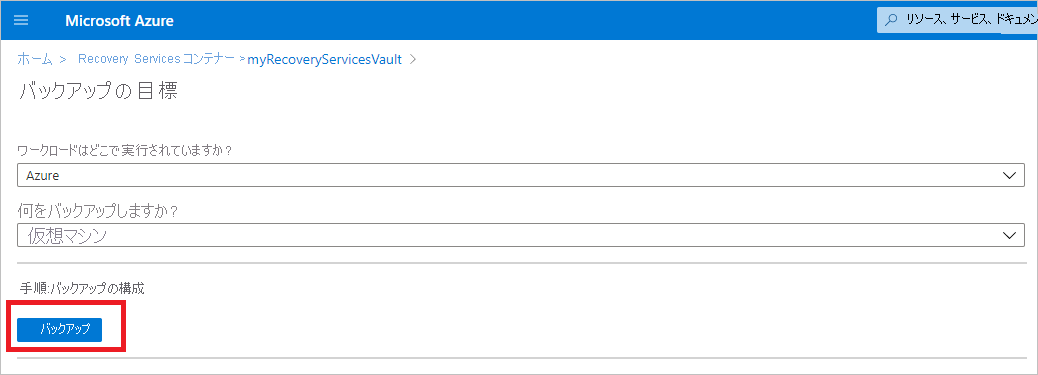 Microsoft Azure
リソース、サービス、ドキュメン
ホーム > Recovery Services コンテナー > myRecoveryServicesVault >
バックアップの目標
ワークロードはどこで実行されていますか?
Azure
何をバックアップしますか?
仮想マシン
手順:バックアップの構成
バックアップ